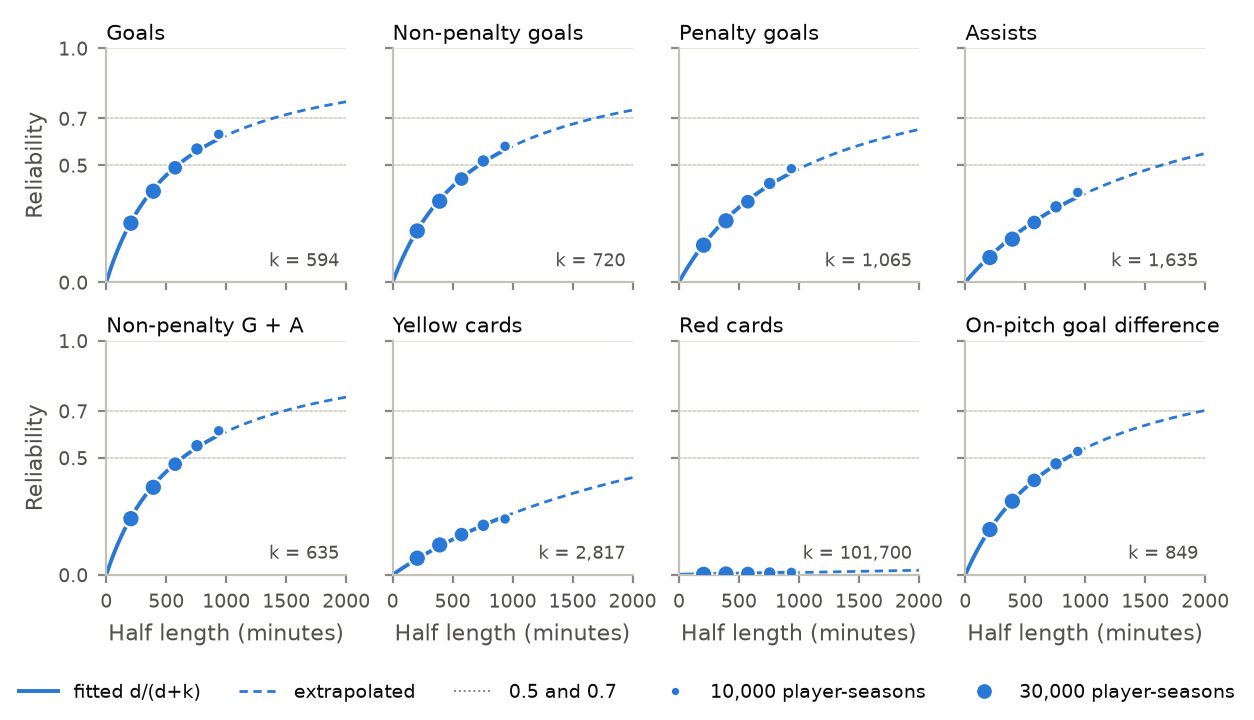 Goals Non-penalty goals Penalty goals Assists
1.0
0.7
0.5
0.0
Reliability
k = 594 k = 720 k = 1,065 k = 1,635
Non-penalty G + A Yellow cards Red cards On-pitch goal difference
1.0
0.7
0.5
0.0
Reliability
k = 635 k = 2,817 k = 101,700 k = 849
0 500 1000 1500 2000 0 500 1000 1500 2000 0 500 1000 1500 2000 0 500 1000 1500 2000
Half length (minutes) Half length (minutes) Half length (minutes) Half length (minutes)
fitted d/(d+k) extrapolated 0.5 and 0.7 10,000 player-seasons 30,000 player-seasons